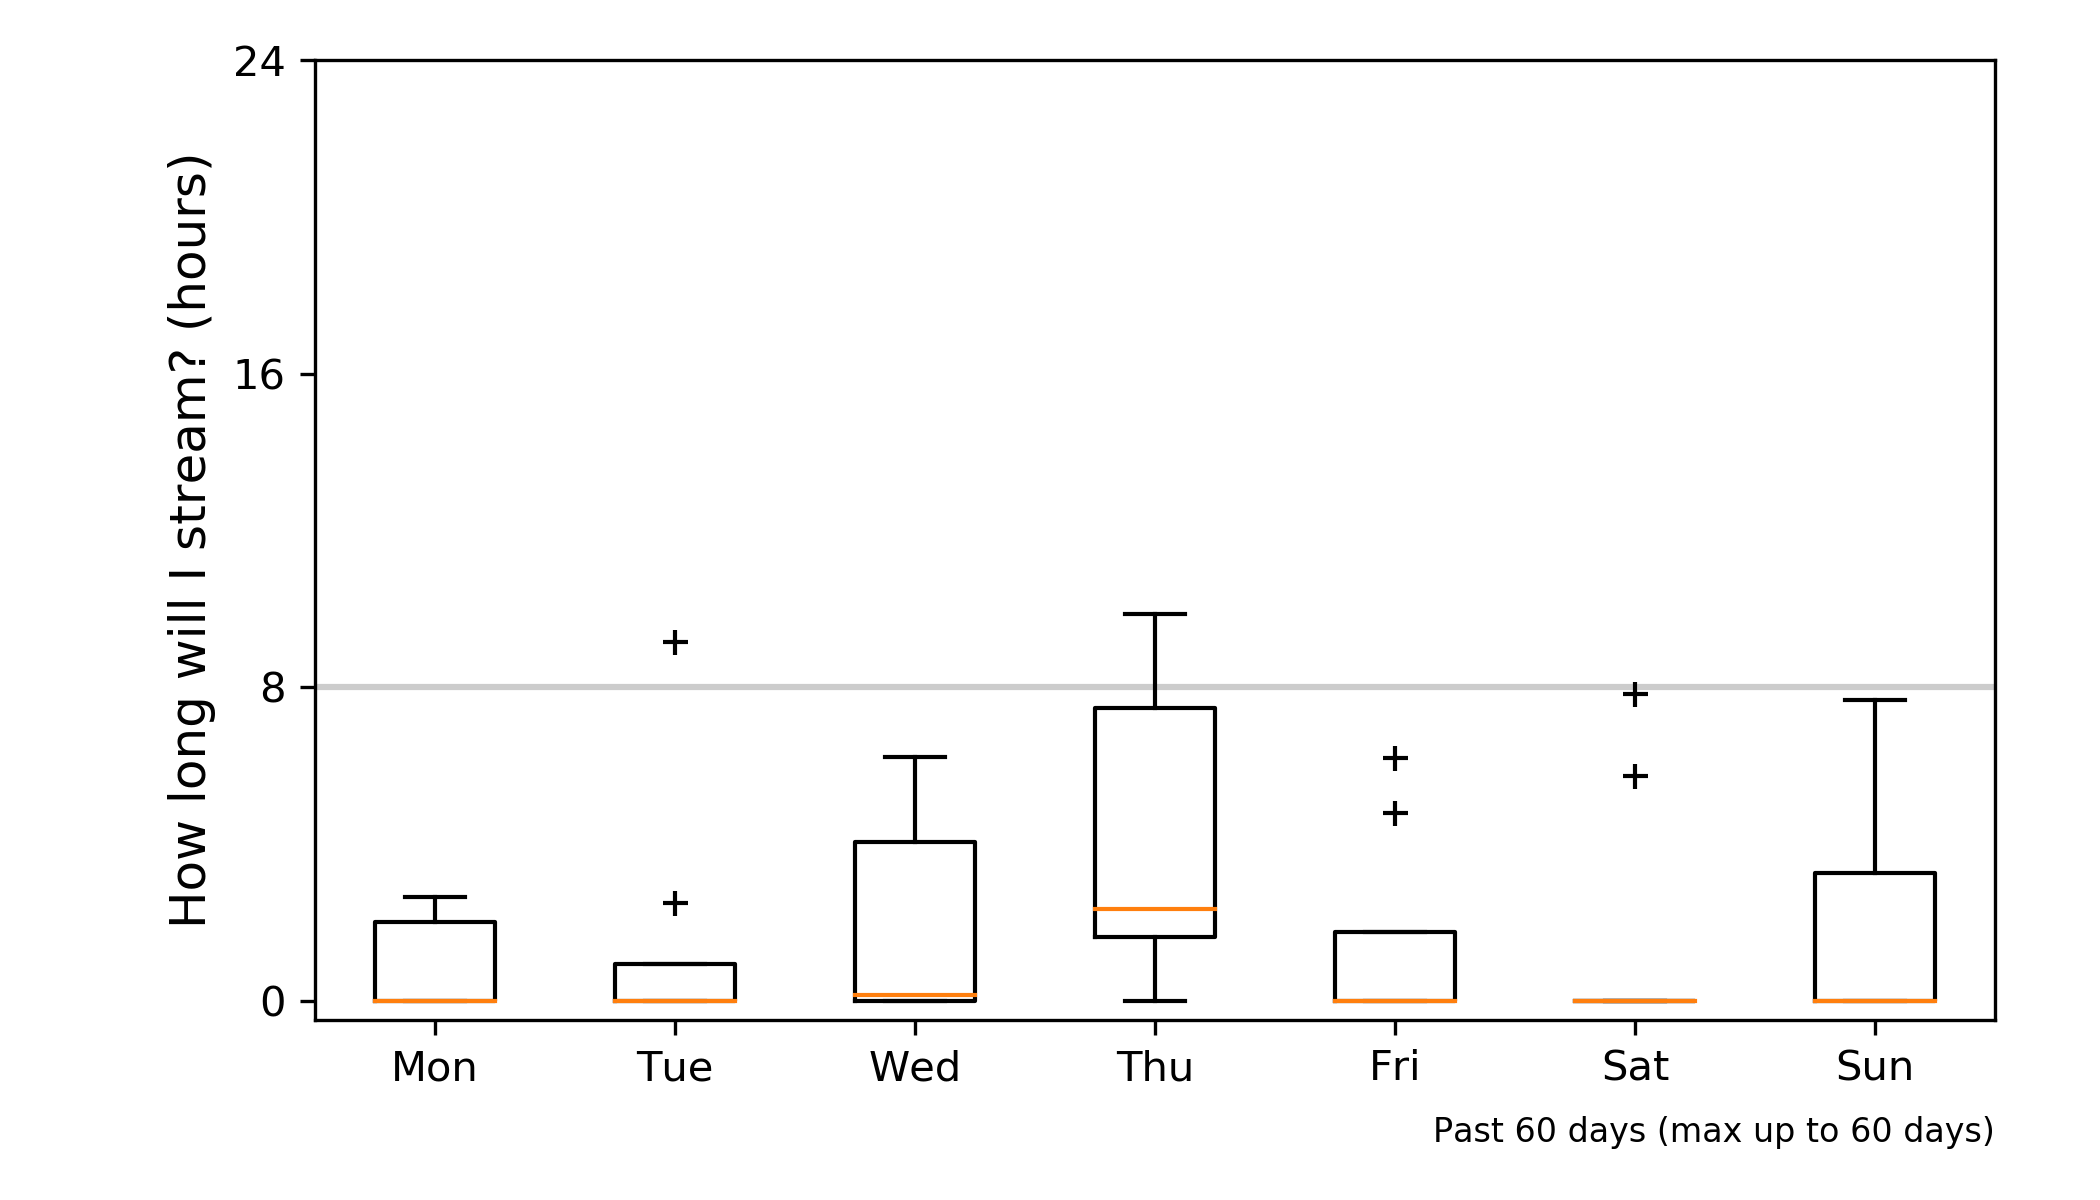 How long will I stream? (hours)
24
16
8
0
Mon Tue Wed Thu Fri Sat Sun
Past 60 days (max up to 60 days)